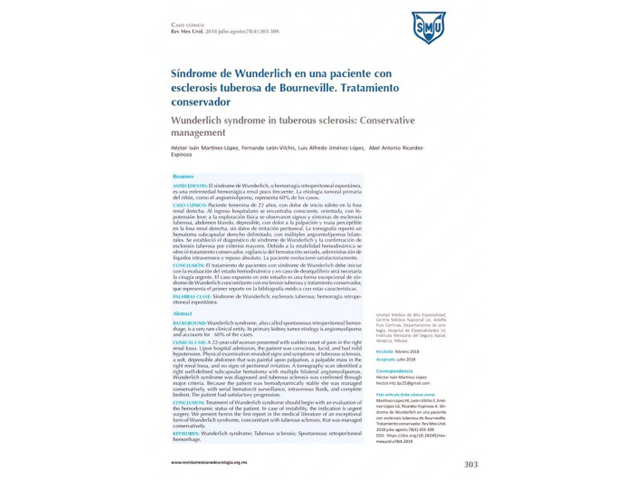 CASO CLÍNICO
Rev Mex Urol. 2018 julio-agosto;78(4):303-309.
SMU
Síndrome de Wunderlich en una paciente con
esclerosis tuberosa de Bourneville. Tratamiento
conservador
Wunderlich syndrome in tuberous sclerosis: Conservative
management
Héctor Iván Martínez-López, Fernando León-Vilchis, Luis Alfredo Jiménez-López, Abel Antonio Ricardez-
Espinoza
Resumen
ANTECEDENTES: El síndrome de Wunderlich, o hemorragia retroperitoneal espontánea,
es una enfermedad hemorrágica renal poco frecuente. La etiología tumoral primaria
del riñón, como el angiomiolipoma, representa 60% de los casos.
CASO CLÍNICO: Paciente femenina de 22 años, con dolor de inicio súbito en la fosa
renal derecha. Al ingreso hospitalario se encontraba consciente, orientada, con hi-
potensión leve; a la exploración física se observaron signos y síntomas de esclerosis
tuberosa, abdomen blando, depresible, con dolor a la palpación y masa perceptible
en la fosa renal derecha, sin datos de irritación peritoneal. La tomografía reportó un
hematoma subcapsular derecho delimitado, con múltiples angiomiolipomas bilate-
rales. Se estableció el diagnóstico de síndrome de Wunderlich y la confirmación de
esclerosis tuberosa por criterios mayores. Debido a la estabilidad hemodinámica se
ofreció tratamiento conservador, vigilancia del hematocrito seriado, administración de
líquidos intravenosos y reposo absoluto. La paciente evolucionó satisfactoriamente.
CONCLUSIÓN: El tratamiento de pacientes con síndrome de Wunderlich debe iniciar
con la evaluación del estado hemodinámico y en caso de desequilibrio será necesaria
la cirugía urgente. El caso expuesto en este estudio es una forma excepcional de sín-
drome de Wunderlich concomitante con esclerosis tuberosa y tratamiento conservador,
que representa el primer reporte en la bibliografía médica con estas características.
PALABRAS CLAVE: Síndrome de Wunderlich; esclerosis tuberosa; hemorragia retrope-
ritoneal espontánea.
Abstract
BACKGROUND: Wunderlich syndrome, also called spontaneous retroperitoneal hemor-
rhage, is a very rare clinical entity. Its primary kidney tumor etiology is angiomyolipoma
and accounts for 60% of the cases.
CLINICAL CASE: A 22-year-old woman presented with sudden onset of pain in the right
renal fossa. Upon hospital admission, the patient was conscious, lucid, and had mild
hypotension. Physical examination revealed signs and symptoms of tuberous sclerosis,
a soft, depressible abdomen that was painful upon palpation, a palpable mass in the
right renal fossa, and no signs of peritoneal irritation. A tomography scan identified a
right well-defined subcapsular hematoma with multiple bilateral angiomyolipomas.
Wunderlich syndrome was diagnosed and tuberous sclerosis was confirmed through
major criteria. Because the patient was hemodynamically stable she was managed
conservatively, with serial hematocrit surveillance, intravenous fluids, and complete
bedrest. The patient had satisfactory progression.
CONCLUSION: Treatment of Wunderlich syndrome should begin with an evaluation of
the hemodynamic status of the patient. In case of instability, the indication is urgent
surgery. We present herein the first report in the medical literature of an exceptional
form of Wunderlich syndrome, concomitant with tuberous sclerosis, that was managed
conservatively.
KEYWORDS: Wunderlich syndrome; Tuberous sclerosis; Spontaneous retroperitoneal
hemorrhage.
Unidad Médica de Alta Especialidad,
Centro Médico Nacional Lic. Adolfo
Ruiz Cortines, Departamento de Uro-
logía, Hospital de Especialidades 14,
Instituto Mexicano del Seguro Social,
Veracruz, México.
Recibido: febrero 2018
Aceptado: julio 2018
Correspondencia
Héctor Iván Martínez López
Este artículo debe citarse como
Martínez-López HI, León-Vilchis F, Jimé-
nez-López LA, Ricardez-Espinoza A. Sín-
drome de Wunderlich en una paciente
con esclerosis tuberosa de Bourneville.
Tratamiento conservador. Rev Mex Urol.
2018 julio-agosto;78(4):303-309.
www.revistamexicanadeurologia.org.mx
303